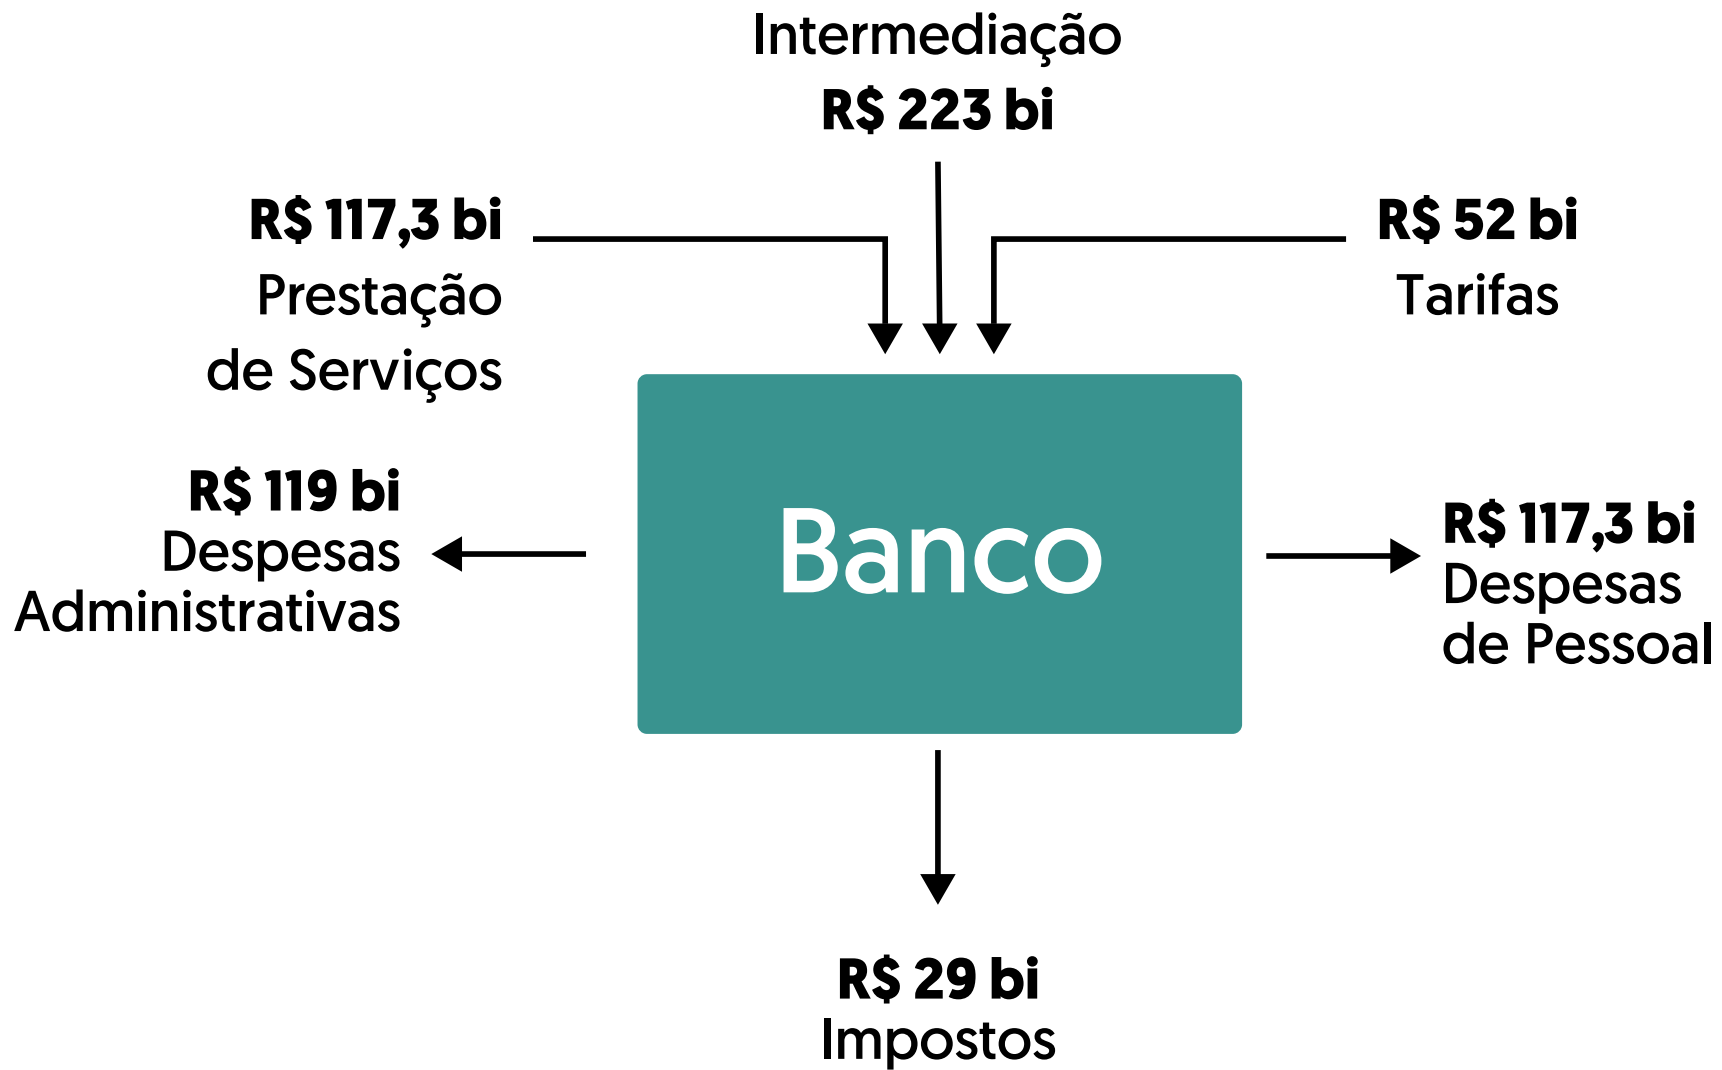 Intermediação
R$ 223 bi
R$ 117,3 bi
Prestação
de Serviços
R$ 52 bi
Tarifas
R$ 119 bi
Despesas
Administrativas
Banco
R$ 117,3 bi
Despesas
de Pessoal
R$ 29 bi
Impostos